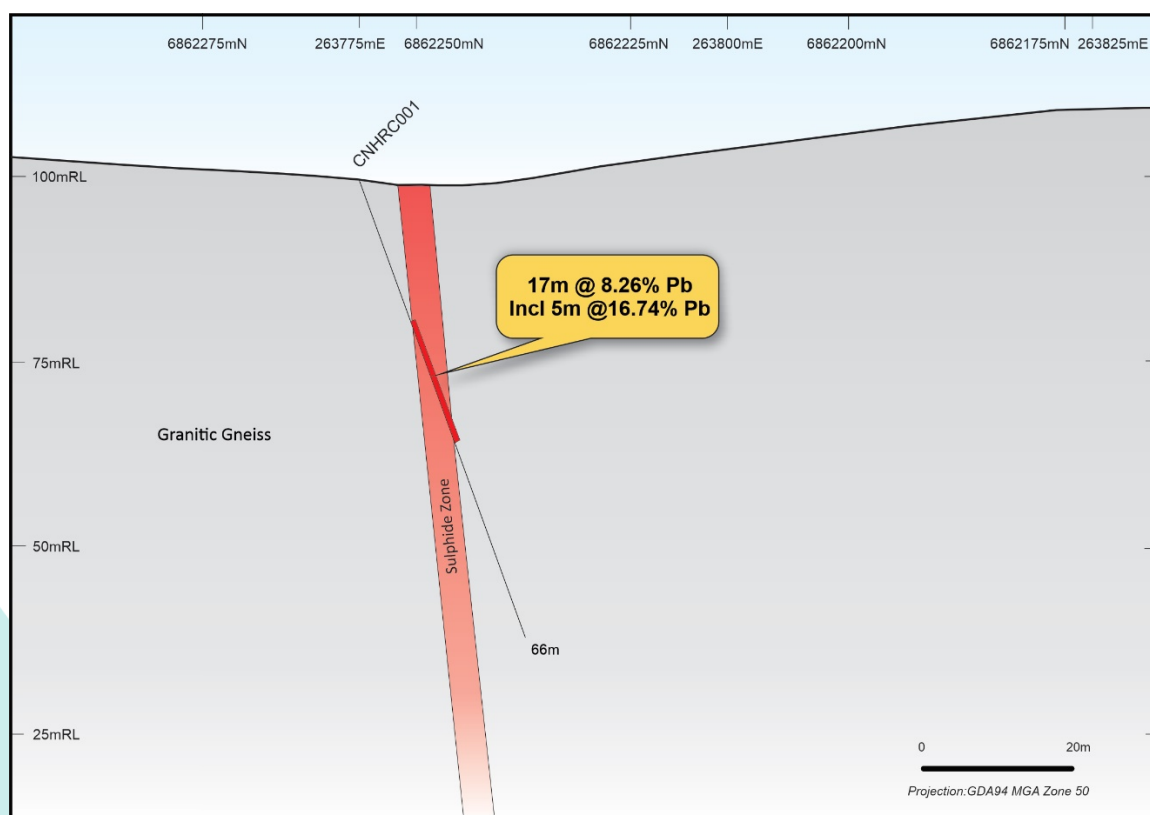 6862275mN
263775mE
6862250mN
6862225mN
263800mE
6862200mN
6862175mN
263825mE
CNHRC001
100mRL
17m @ 8.26% Pb
Incl 5m @16.74% Pb
75mRL
Granitic Gneiss
Sulphide Zone
50mRL
66m
25mRL
0
20m
Projection:GDA94 MGA Zone 50